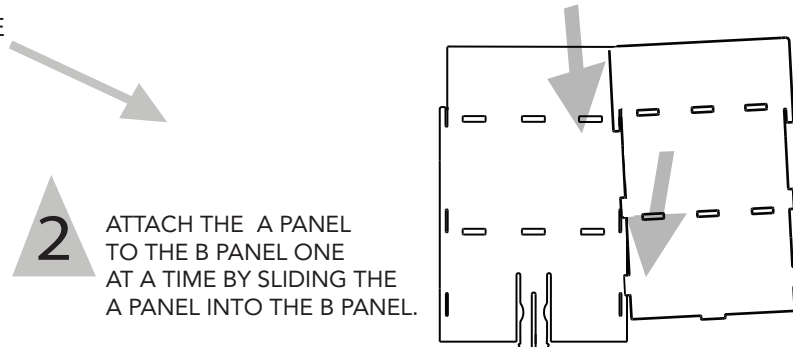 E
2
ATTACH THE A PANEL
TO THE B PANEL ONE
AT A TIME BY SLIDING THE
A PANEL INTO THE B PANEL.